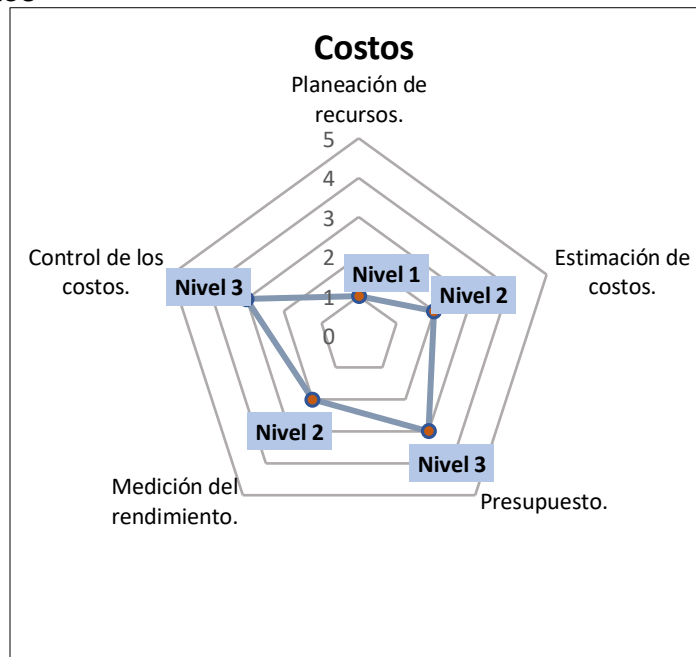 Costos
Planeación de
recursos.
5
4
3
2
1
0
Nivel 1
Nivel 2
Nivel 3
Nivel 2
Nivel 3
Estimación de
costos.
Presupuesto.
Medición del
rendimiento.
Control de los
costos.